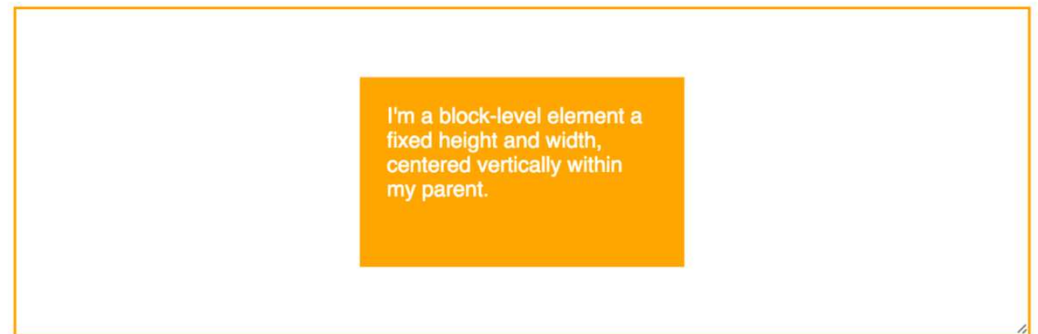 I'm a block-level element a
fixed height and width,
centered vertically within
my parent.